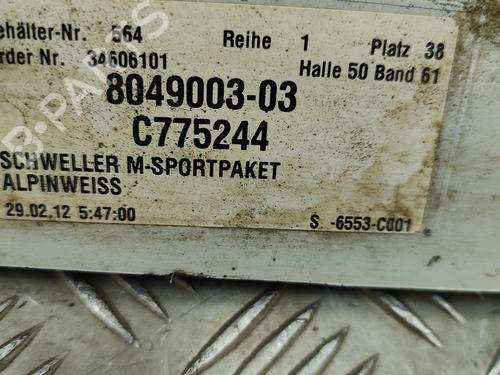 ehälter-Nr. 564 Reihe 1 Platz 38
rder Nr. 34606101 Halle 50 Band 61
8049003-03
C775244
SCHWELLER M-SPORTPAKET
ALPINWEISS
29.02.12 5:47:00 S -6553-C001
B-PARTS